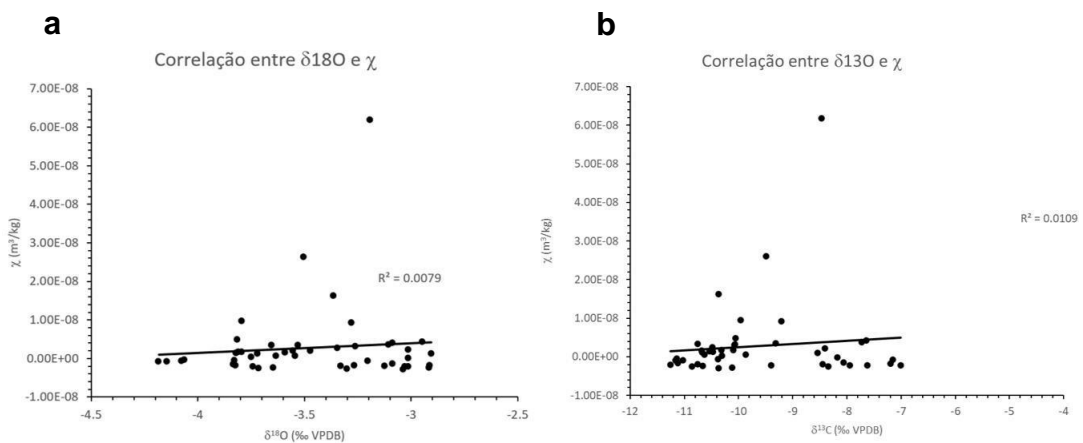 a
Correlação entre δ18O e χ
7.00E-08
6.00E-08
5.00E-08
4.00E-08
3.00E-08
2.00E-08
1.00E-08
0.00E+00
-1.00E-08
χ (m³/kg)
R² = 0.0079
-4.5 -4 -3.5 -3 -2.5
δ¹⁸O (‰ VPDB)
b
Correlação entre δ13O e χ
7.00E-08
6.00E-08
5.00E-08
4.00E-08
3.00E-08
2.00E-08
1.00E-08
0.00E+00
-1.00E-08
χ (m³/kg)
R² = 0.0109
-12 -11 -10 -9 -8 -7 -6 -5 -4
δ¹³C (‰ VPDB)